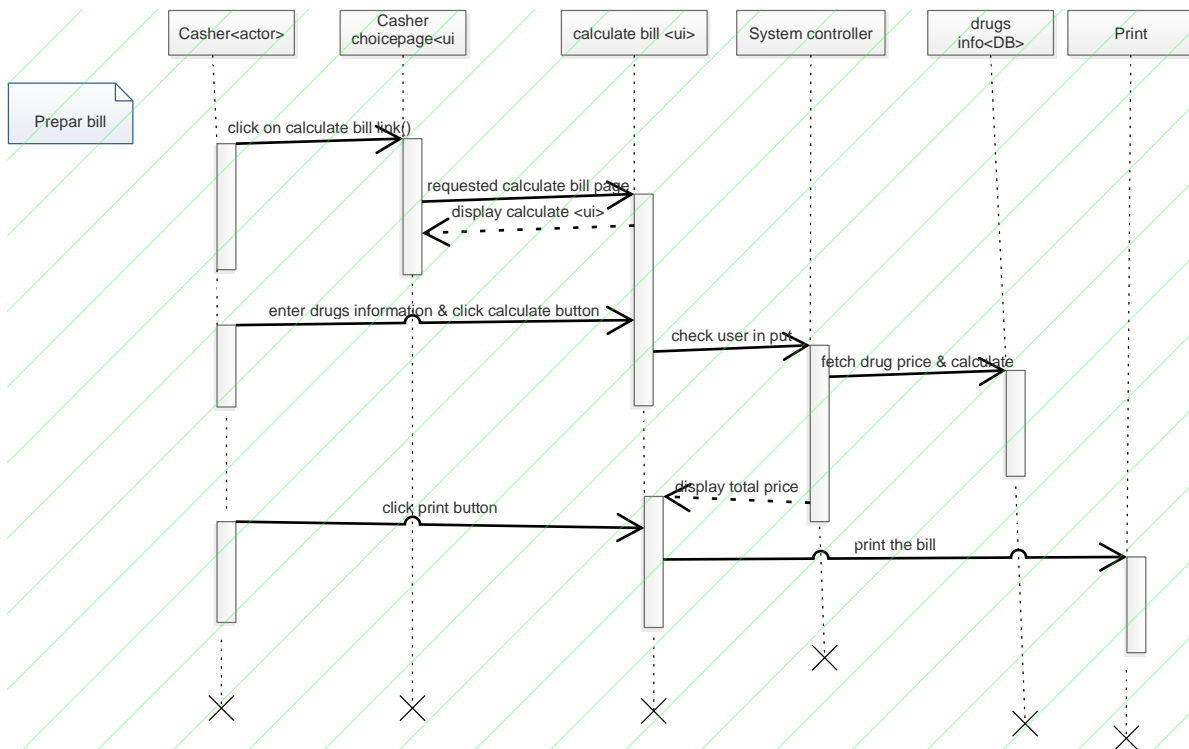 Casher<actor>
Casher
choicepage<ui
calculate bill <ui>
System controller
drugs
info<DB>
Print
Prepar bill
click on calculate bill link()
requested calculate bill page
display calculate <ui>
enter drugs information & click calculate button
check user in put
fetch drug price & calculate
display total price
click print button
print the bill